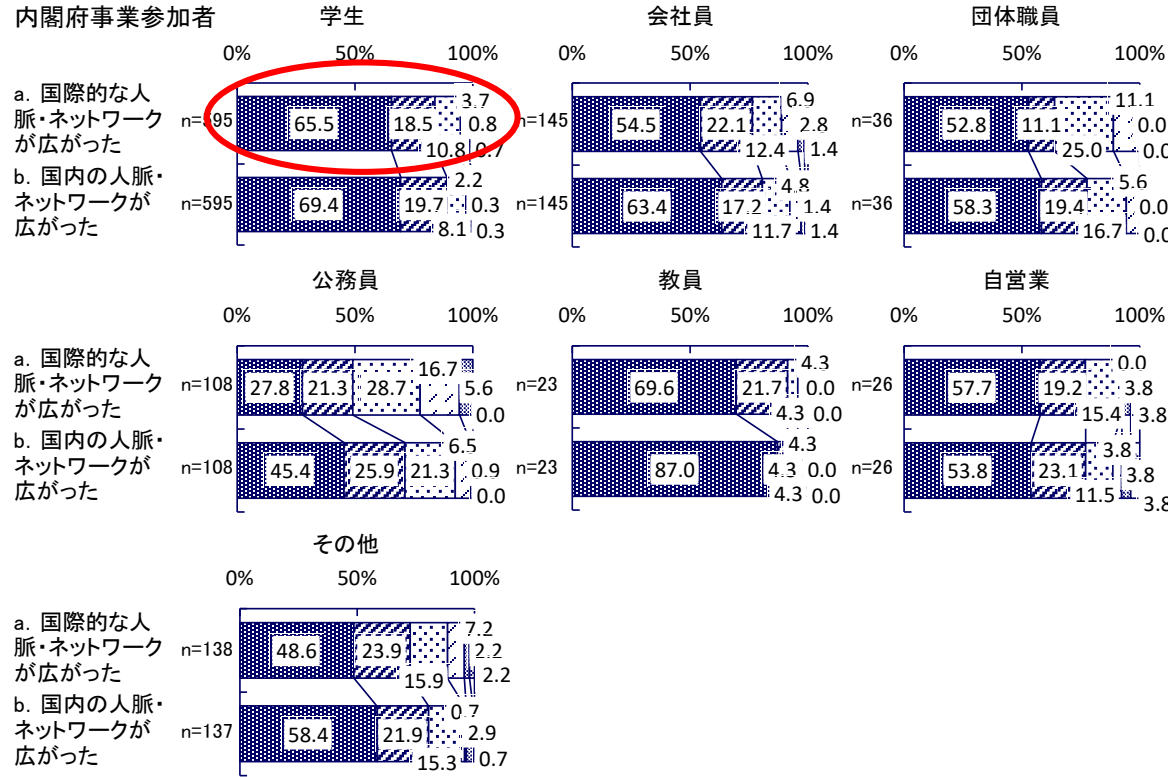 内閣府事業参加者
学生
会社員
団体職員
0% 50% 100%
0% 50% 100%
0% 50% 100%
a. 国際的な人
脈・ネットワーク
が広がった
n=595
65.5 18.5 10.8 3.7 0.8 0.7
n=145
54.5 22.1 12.4 6.9 2.8 1.4
n=36
52.8 11.1 25.0 11.1 0.0 0.0
b. 国内の人脈・
ネットワークが
広がった
n=595
69.4 19.7 8.1 2.2 0.3 0.3
n=145
63.4 17.2 11.7 4.8 1.4 1.4
n=36
58.3 19.4 16.7 5.6 0.0 0.0
公務員
教員
自営業
0% 50% 100%
0% 50% 100%
0% 50% 100%
a. 国際的な人
脈・ネットワーク
が広がった
n=108
27.8 21.3 28.7 16.7 5.6 0.0
n=23
69.6 21.7 4.3 4.3 0.0 0.0
n=26
57.7 19.2 15.4 0.0 3.8 3.8
b. 国内の人脈・
ネットワークが
広がった
n=108
45.4 25.9 21.3 6.5 0.9 0.0
n=23
87.0 4.3 4.3 4.3 0.0 0.0
n=26
53.8 23.1 11.5 3.8 3.8 3.8
その他
0% 50% 100%
a. 国際的な人
脈・ネットワーク
が広がった
n=138
48.6 23.9 15.9 7.2 2.2 2.2
b. 国内の人脈・
ネットワークが
広がった
n=137
58.4 21.9 15.3 0.7 2.9 0.7